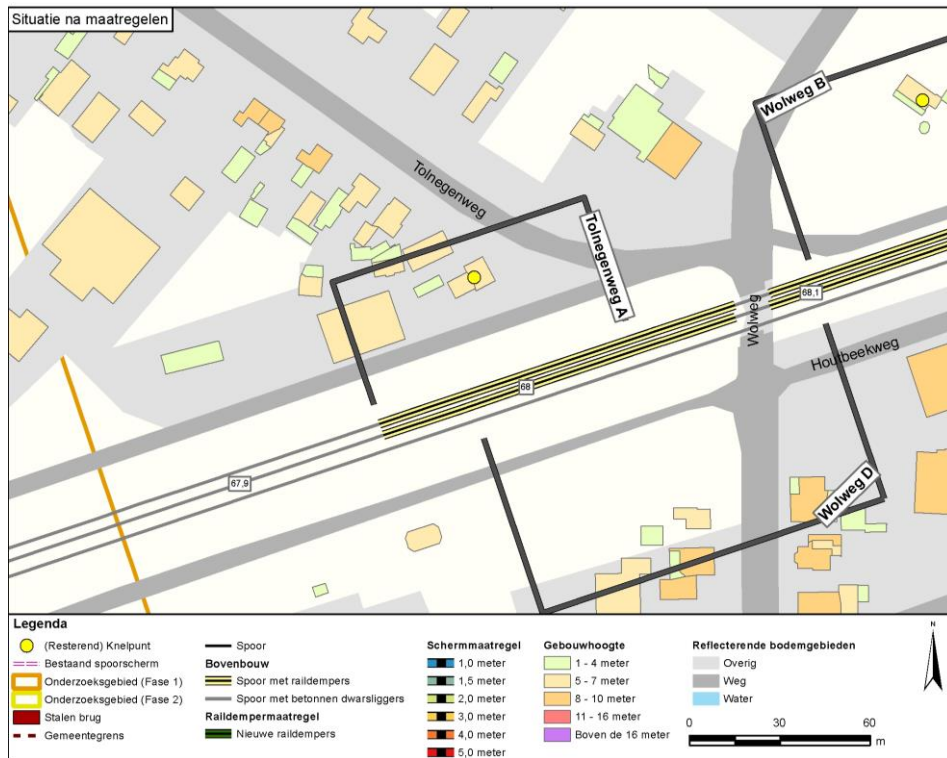 Situatie na maatregelen
Wolweg B
Tolnegenweg
Tolnegenweg A
68,1
Wolweg
Houtbeekweg
68
67,9
Wolweg D
Legenda
(Resterend) Knelpunt
Bestaand spoorscherm
Onderzoeksgebied (Fase 1)
Onderzoeksgebied (Fase 2)
Stalen brug
Gemeentegrens
Spoor
Bovenbouw
Spoor met raildempers
Spoor met betonnen dwarsliggers
Raildempermaatregel
Nieuwe raildempers
Schermmaatregel
1,0 meter
1,5 meter
2,0 meter
3,0 meter
4,0 meter
5,0 meter
Gebouwhoogte
1 - 4 meter
5 - 7 meter
8 - 10 meter
11 - 16 meter
Boven de 16 meter
Reflecterende bodemgebieden
Overig
Weg
Water
0 30 60
m
N